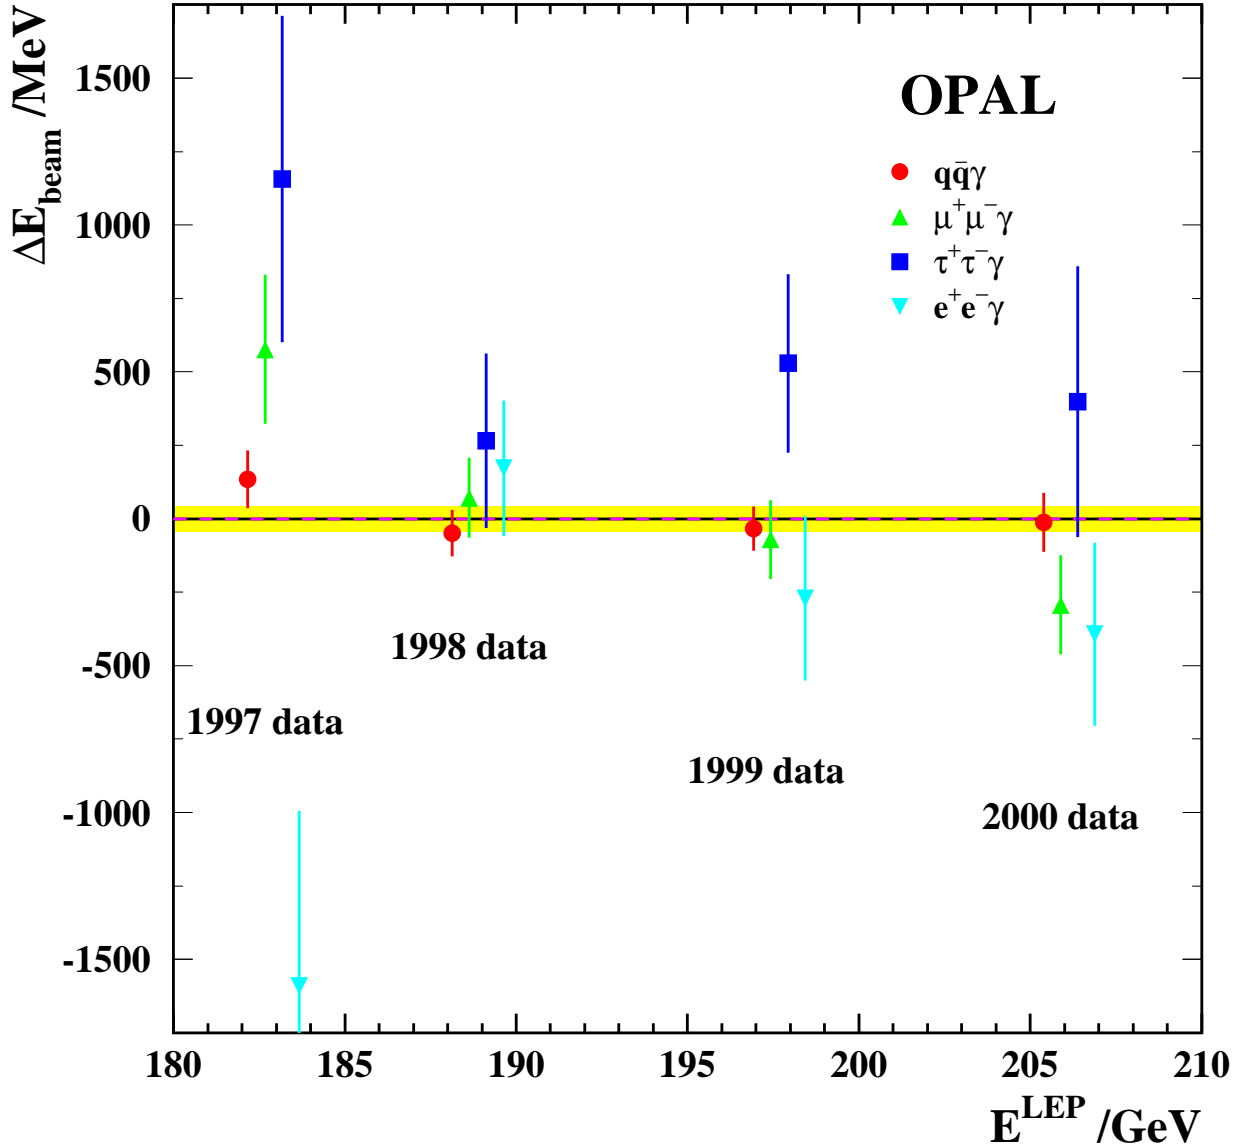 ΔE_beam /MeV
1500
1000
500
0
-500
-1000
-1500
OPAL
qq̄γ
μ⁺μ⁻γ
τ⁺τ⁻γ
e⁺e⁻γ
1998 data
1997 data
1999 data
2000 data
180 185 190 195 200 205 210
E^LEP /GeV